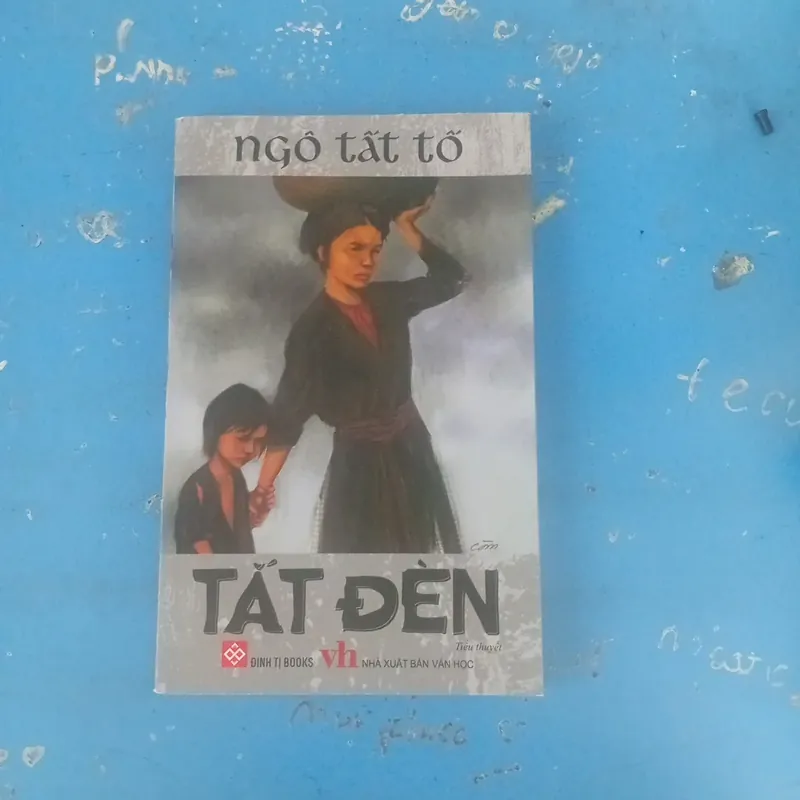 ngô tất tố
TẮT ĐÈN
Tiểu thuyết
ĐINH TỊ BOOKS vh NHÀ XUẤT BẢN VĂN HỌC